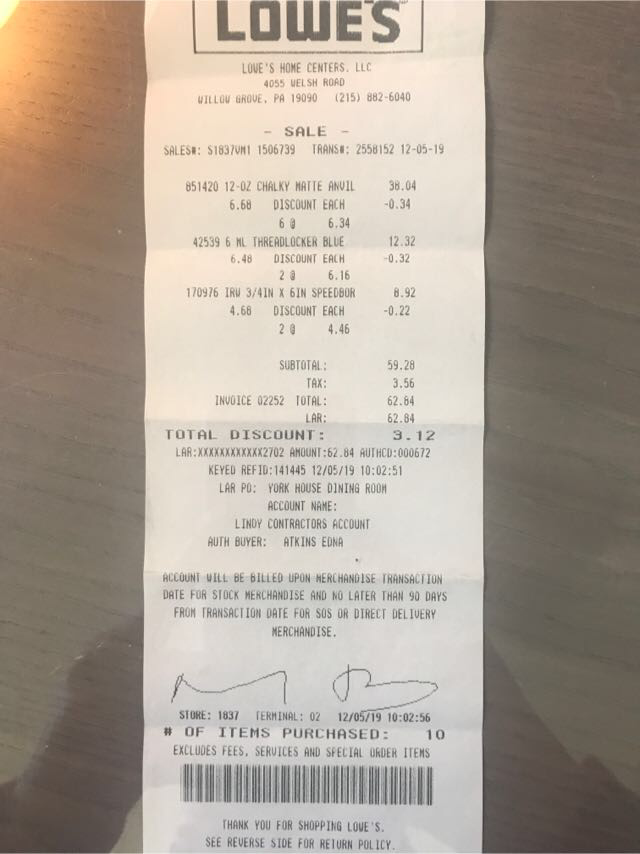 LOWE'S
LOWE'S HOME CENTERS, LLC
4055 WELSH ROAD
WILLOW GROVE, PA 19090 (215) 882-6040
- SALE -
SALES#: S1837VM1 1506739 TRANS#: 2558152 12-05-19
851420 12-OZ CHALKY MATTE ANVIL 38.04
6.68 DISCOUNT EACH -0.34
6 @ 6.34
42539 6 ML THREADLOCKER BLUE 12.32
6.48 DISCOUNT EACH -0.32
2 @ 6.16
170976 IRW 3/4IN X 6IN SPEEDBOR 8.92
4.68 DISCOUNT EACH -0.22
2 @ 4.46
SUBTOTAL: 59.28
TAX: 3.56
INVOICE 02252 TOTAL: 62.84
LAR: 62.84
TOTAL DISCOUNT: 3.12
LAR:XXXXXXXXXXXX2702 AMOUNT:62.84 AUTHCD:000672
KEYED REFID:141445 12/05/19 10:02:51
LAR PO: YORK HOUSE DINING ROOM
ACCOUNT NAME:
LINDY CONTRACTORS ACCOUNT
AUTH BUYER: ATKINS EDNA
ACCOUNT WILL BE BILLED UPON MERCHANDISE TRANSACTION
DATE FOR STOCK MERCHANDISE AND NO LATER THAN 90 DAYS
FROM TRANSACTION DATE FOR SOS OR DIRECT DELIVERY
MERCHANDISE.
STORE: 1837 TERMINAL: 02 12/05/19 10:02:56
# OF ITEMS PURCHASED: 10
EXCLUDES FEES, SERVICES AND SPECIAL ORDER ITEMS
THANK YOU FOR SHOPPING LOWE'S.
SEE REVERSE SIDE FOR RETURN POLICY.